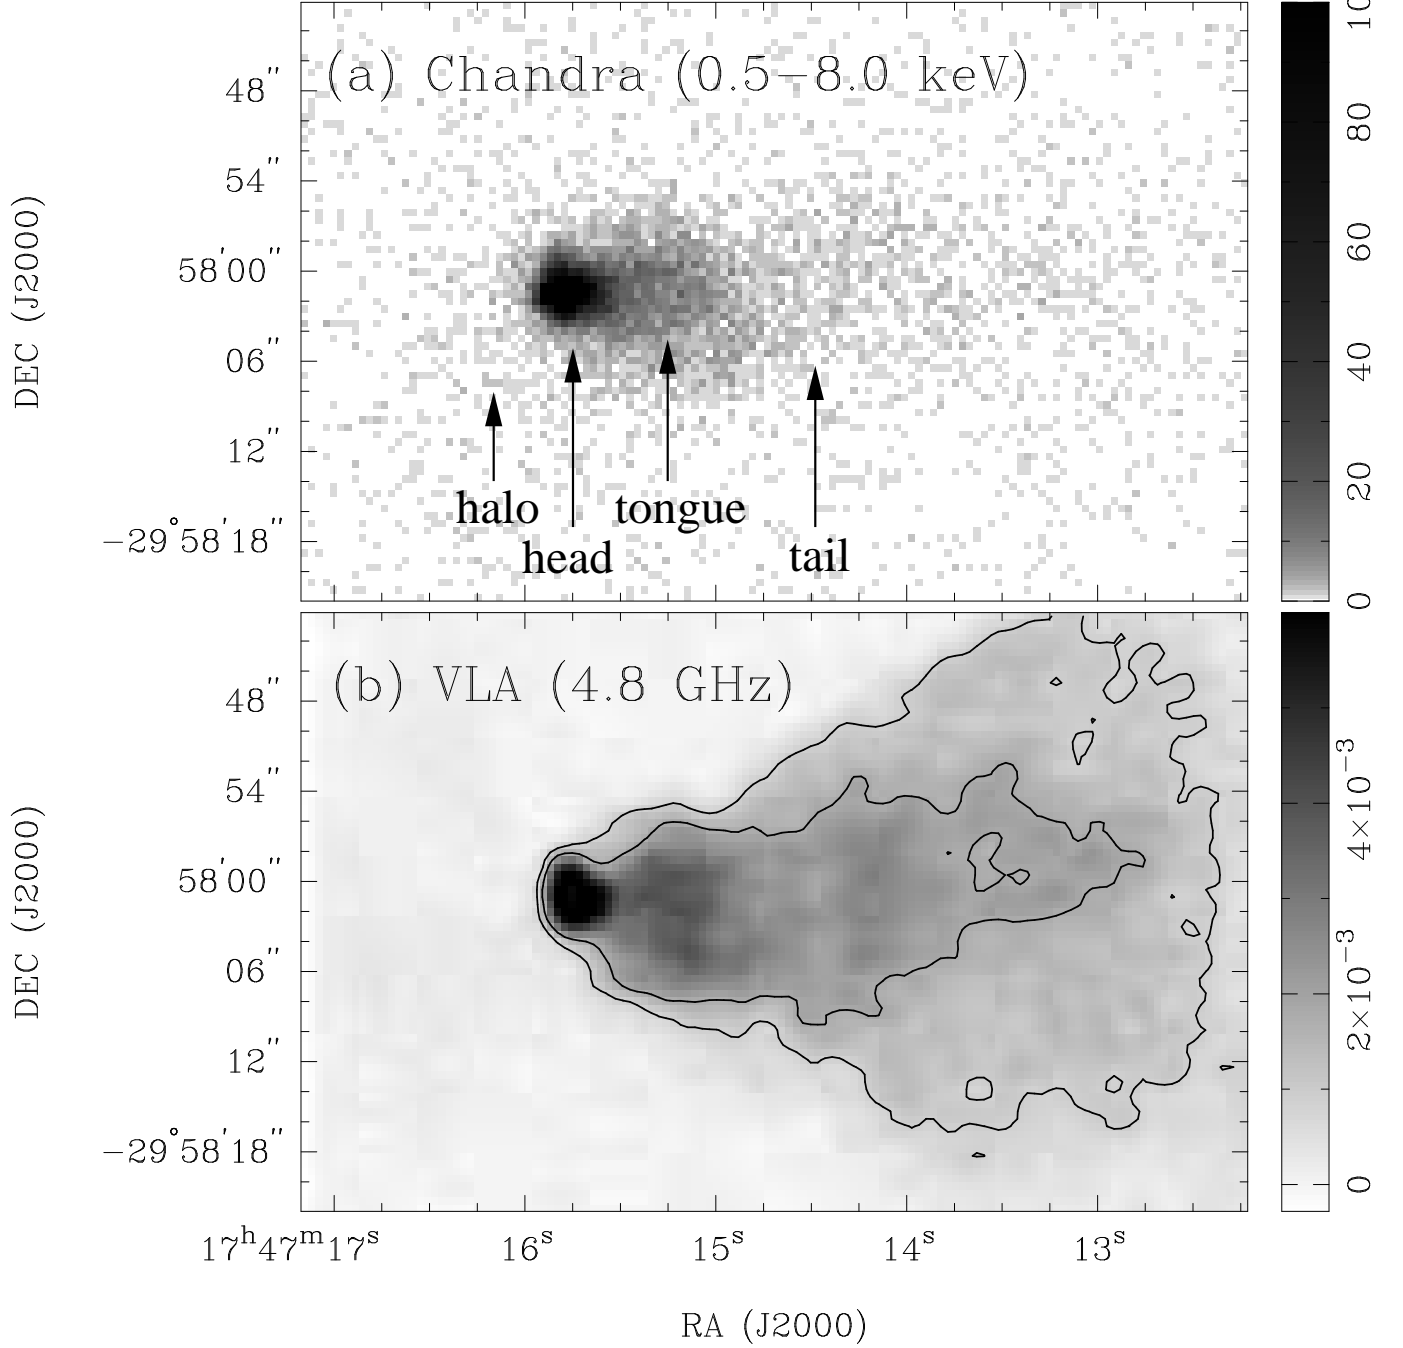 (a) Chandra (0.5−8.0 keV)
48″
54″
58′00″
06″
12″
−29°58′18″
DEC (J2000)
halo
head
tongue
tail
10
80
60
40
20
0
(b) VLA (4.8 GHz)
48″
54″
58′00″
06″
12″
−29°58′18″
DEC (J2000)
4×10⁻³
2×10⁻³
0
17ʰ47ᵐ17ˢ 16ˢ 15ˢ 14ˢ 13ˢ
RA (J2000)